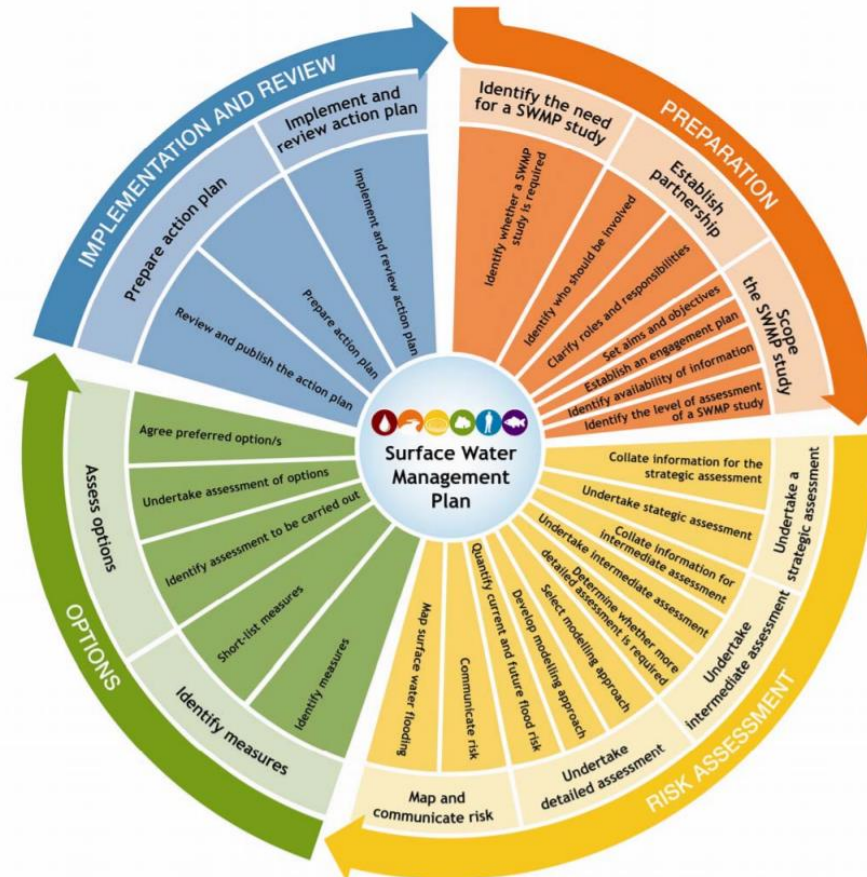 Surface Water
Management
Plan
PREPARATION
Identify the need
for a SWMP study
Identify whether a SWMP
study is required
Establish
partnership
Identify who should be involved
Clarify roles and responsibilities
Scope
the SWMP study
Set aims and objectives
Establish an engagement plan
Identify availability of information
Identify the level of assessment
of a SWMP study
RISK ASSESSMENT
Undertake a
strategic assessment
Collate information for the
strategic assessment
Undertake stategic assessment
Undertake
intermediate assessment
Collate information for
intermediate assessment
Undertake intermediate assessment
Determine whether more
detailed assessment is required
Undertake
detailed assessment
Select modelling approach
Develop modelling approach
Quantify current and future flood risk
Map and
communicate risk
Communicate risk
Map surface water flooding
OPTIONS
Identify measures
Identify measures
Short-list measures
Assess options
Identify assessment to be carried out
Undertake assessment of options
Agree preferred option/s
IMPLEMENTATION AND REVIEW
Prepare action plan
Review and publish the action plan
Prepare action plan
Implement and
review action plan
Implement and review action plan